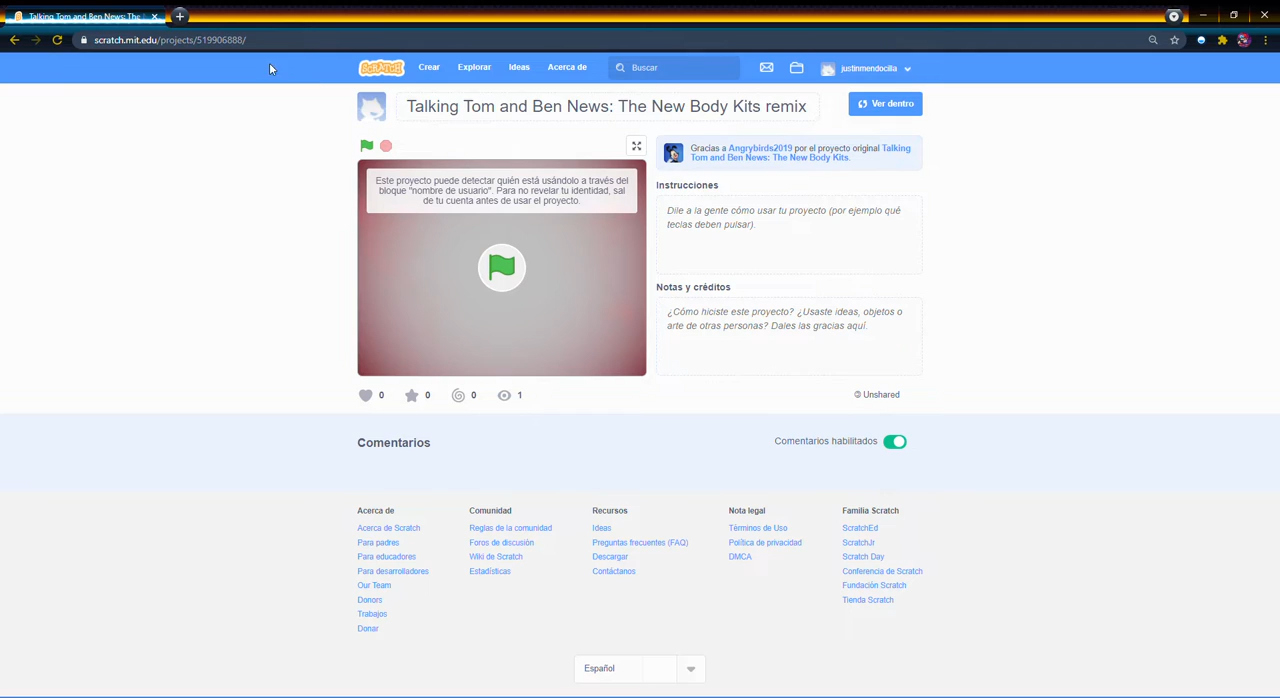 Talking Tom and Ben News: The
scratch.mit.edu/projects/519906888/
SCRATCH
Crear
Explorar
Ideas
Acerca de
Buscar
justinmendocilla
Talking Tom and Ben News: The New Body Kits remix
Ver dentro
Este proyecto puede detectar quién está usándolo a través del
bloque "nombre de usuario". Para no revelar tu identidad, sal
de tu cuenta antes de usar el proyecto.
Gracias a Angrybirds2019 por el proyecto original Talking
Tom and Ben News: The New Body Kits.
Instrucciones
Dile a la gente cómo usar tu proyecto (por ejemplo qué
teclas deben pulsar).
Notas y créditos
¿Cómo hiciste este proyecto? ¿Usaste ideas, objetos o
arte de otras personas? Dales las gracias aquí.
0
0
0
1
Unshared
Comentarios
Comentarios habilitados
Acerca de
Acerca de Scratch
Para padres
Para educadores
Para desarrolladores
Our Team
Donors
Trabajos
Donar
Comunidad
Reglas de la comunidad
Foros de discusión
Wiki de Scratch
Estadísticas
Recursos
Ideas
Preguntas frecuentes (FAQ)
Descargar
Contáctanos
Nota legal
Términos de Uso
Política de privacidad
DMCA
Familia Scratch
ScratchEd
ScratchJr
Scratch Day
Conferencia de Scratch
Fundación Scratch
Tienda Scratch
Español